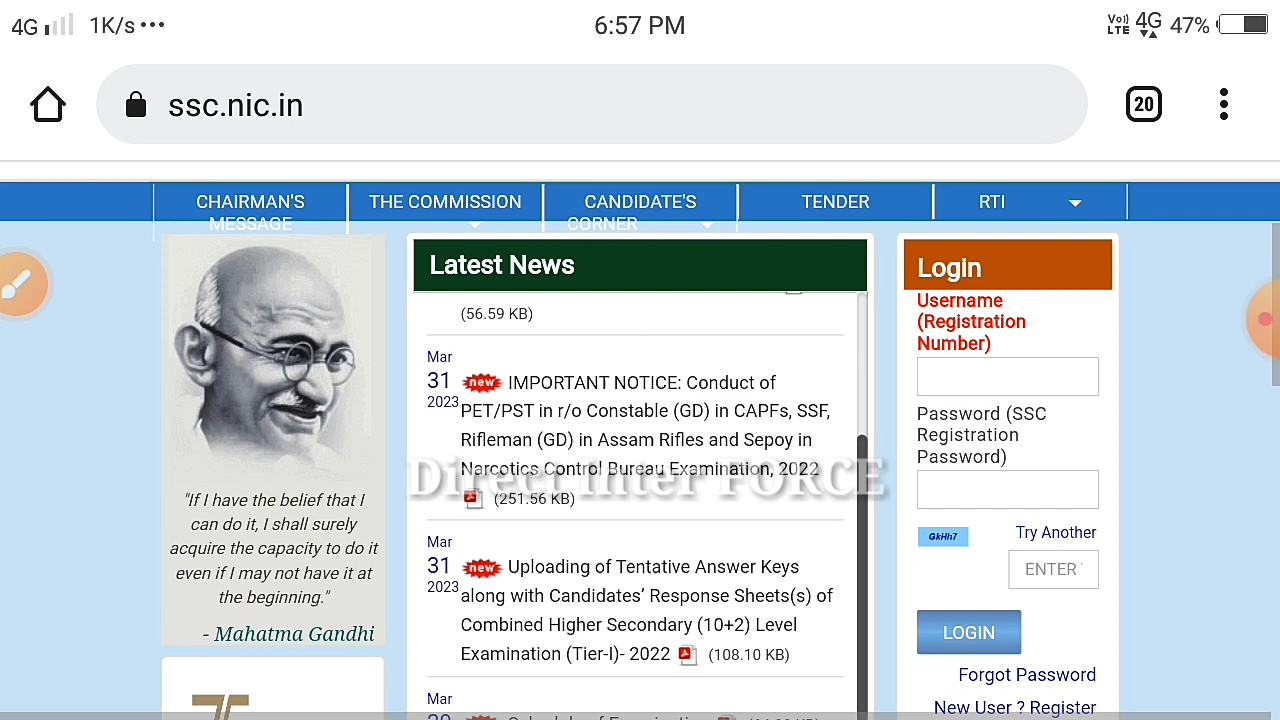 4G 1K/s ••• 6:57 PM Vo)) LTE 4G 47%
ssc.nic.in 20
CHAIRMAN'S MESSAGE
THE COMMISSION
CANDIDATE'S CORNER
TENDER
RTI
"If I have the belief that I
can do it, I shall surely
acquire the capacity to do it
even if I may not have it at
the beginning."
- Mahatma Gandhi
Latest News
(56.59 KB)
Mar
31
2023
new IMPORTANT NOTICE: Conduct of
PET/PST in r/o Constable (GD) in CAPFs, SSF,
Rifleman (GD) in Assam Rifles and Sepoy in
Narcotics Control Bureau Examination, 2022
(251.56 KB)
Direct Inter FORCE
Mar
31
2023
new Uploading of Tentative Answer Keys
along with Candidates’ Response Sheets(s) of
Combined Higher Secondary (10+2) Level
Examination (Tier-I)- 2022 (108.10 KB)
Mar
Login
Username
(Registration
Number)
Password (SSC
Registration
Password)
GkHh7 Try Another
ENTER
LOGIN
Forgot Password
New User ? Register